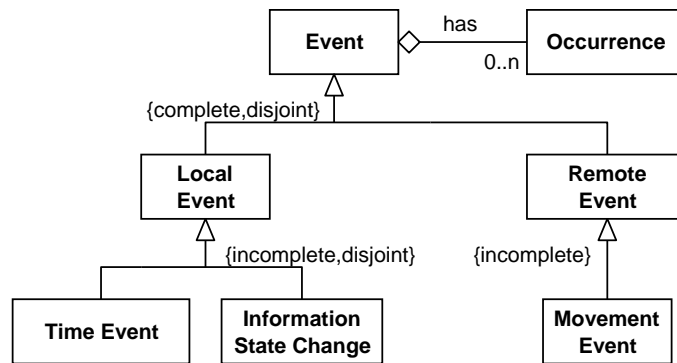 has
Event
Occurrence
0..n
{complete,disjoint}
Local
Event
Remote
Event
{incomplete,disjoint}
{incomplete}
Time Event
Information
State Change
Movement
Event